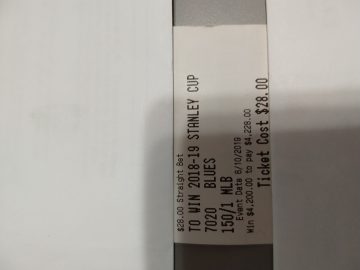 $28.00 Straight Bet
TO WIN 2018-19 STANLEY CUP
7020 BLUES
150/1 MLB
Event Date 6/10/2019
Win $4,200.00 to pay $4,228.00
Ticket Cost $28.00